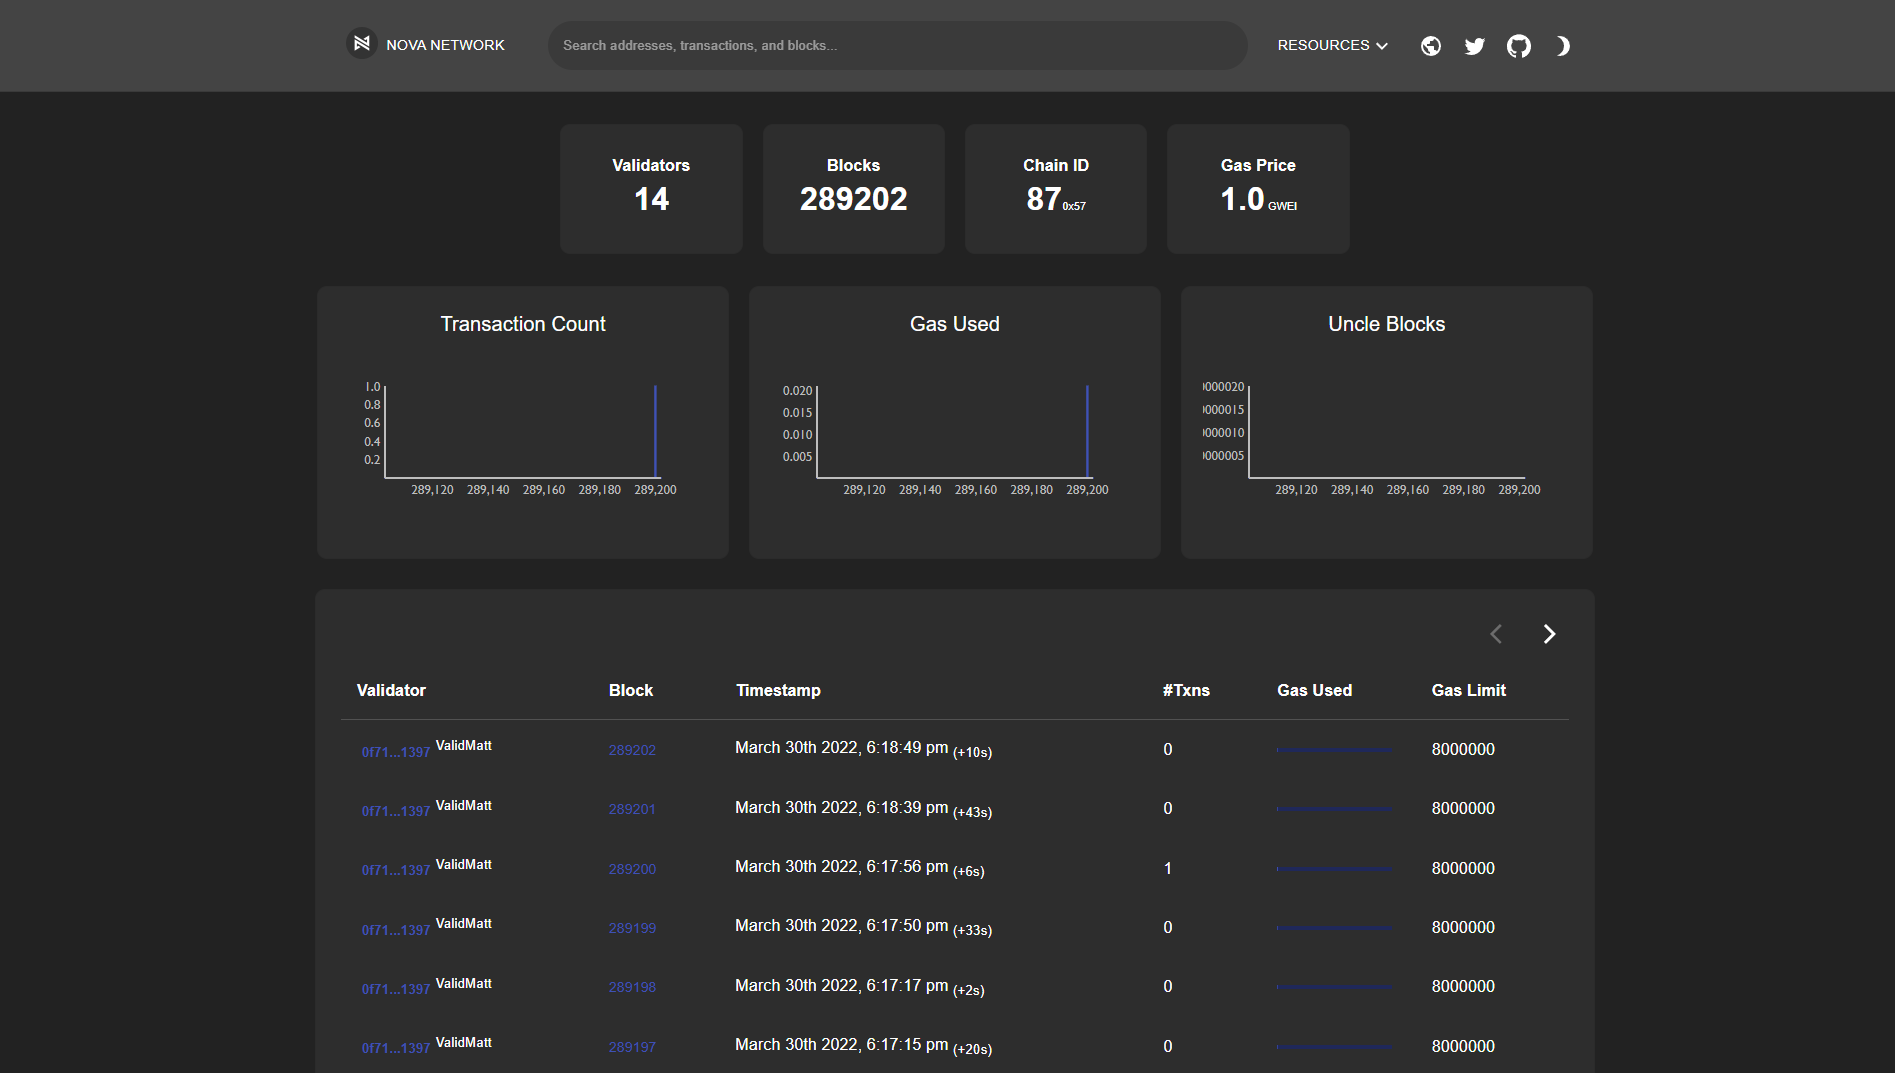 NOVA NETWORK
Search addresses, transactions, and blocks...
RESOURCES
Validators
14
Blocks
289202
Chain ID
87 0x57
Gas Price
1.0 GWEI
Transaction Count
1.0
0.8
0.6
0.4
0.2
289,120 289,140 289,160 289,180 289,200
Gas Used
0.020
0.015
0.010
0.005
289,120 289,140 289,160 289,180 289,200
Uncle Blocks
0000020
0000015
0000010
0000005
289,120 289,140 289,160 289,180 289,200
Validator Block Timestamp #Txns Gas Used Gas Limit
0f71...1397 ValidMatt 289202 March 30th 2022, 6:18:49 pm (+10s) 0 8000000
0f71...1397 ValidMatt 289201 March 30th 2022, 6:18:39 pm (+43s) 0 8000000
0f71...1397 ValidMatt 289200 March 30th 2022, 6:17:56 pm (+6s) 1 8000000
0f71...1397 ValidMatt 289199 March 30th 2022, 6:17:50 pm (+33s) 0 8000000
0f71...1397 ValidMatt 289198 March 30th 2022, 6:17:17 pm (+2s) 0 8000000
0f71...1397 ValidMatt 289197 March 30th 2022, 6:17:15 pm (+20s) 0 8000000